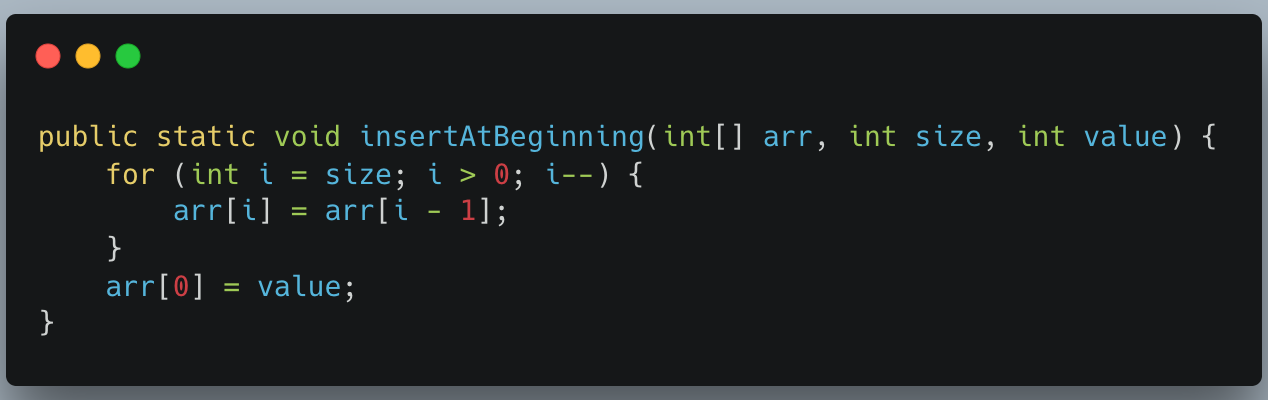 public static void insertAtBeginning(int[] arr, int size, int value) {
    for (int i = size; i > 0; i--) {
        arr[i] = arr[i - 1];
    }
    arr[0] = value;
}